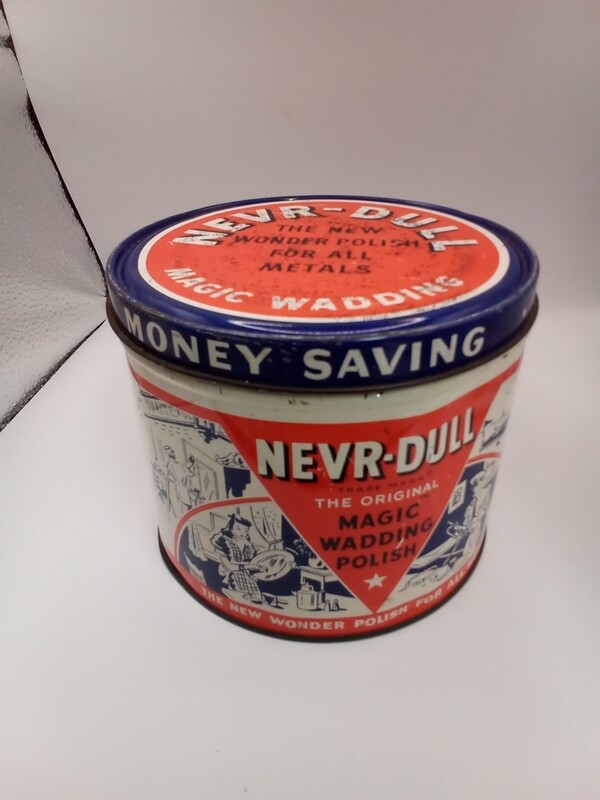 NEVR-DULL
THE NEW
WONDER POLISH
FOR ALL
METALS
MAGIC WADDING
MONEY SAVING
NEVR-DULL
TRADE MARK
THE ORIGINAL
MAGIC
WADDING
POLISH
THE NEW WONDER POLISH FOR ALL